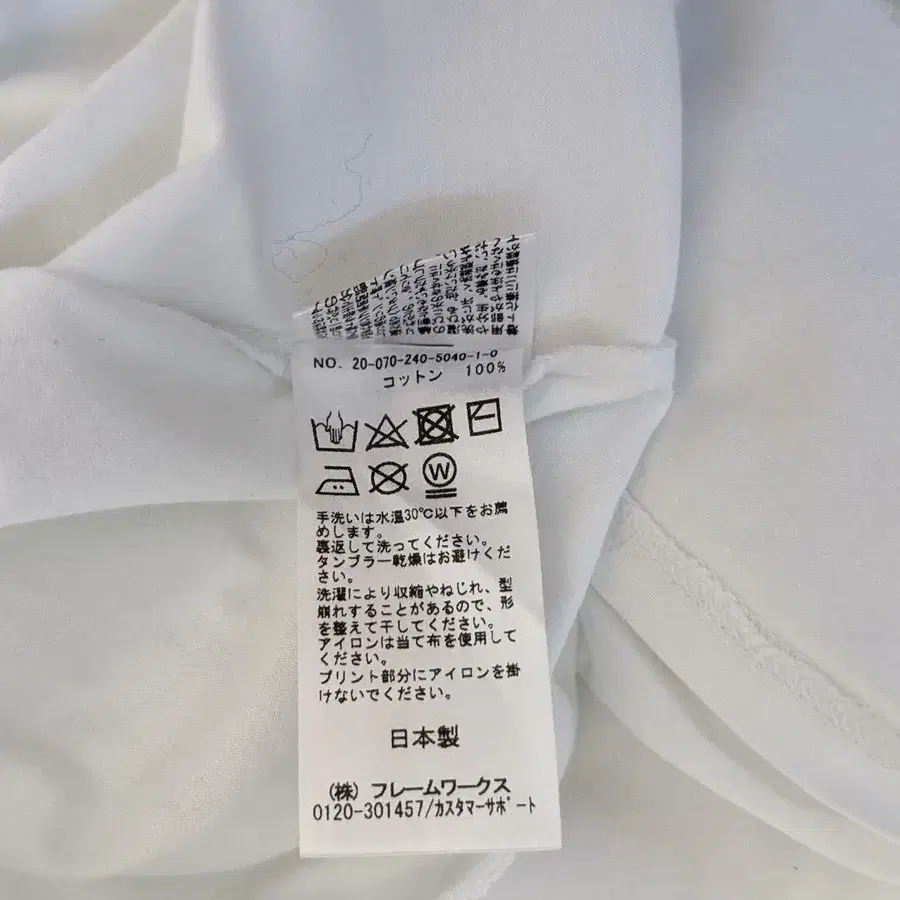 NO. 20-070-240-5040-1-0
コットン 100%
W
手洗いは水温30℃以下をお薦
めします。
裏返して洗ってください。
タンブラー乾燥はお避けくだ
さい。
洗濯により収縮やねじれ、型
崩れすることがあるので、形
を整えて干してください。
アイロンは当て布を使用して
ください。
プリント部分にアイロンを掛
けないでください。
日本製
(株) フレームワークス
0120-301457/カスタマーサポート